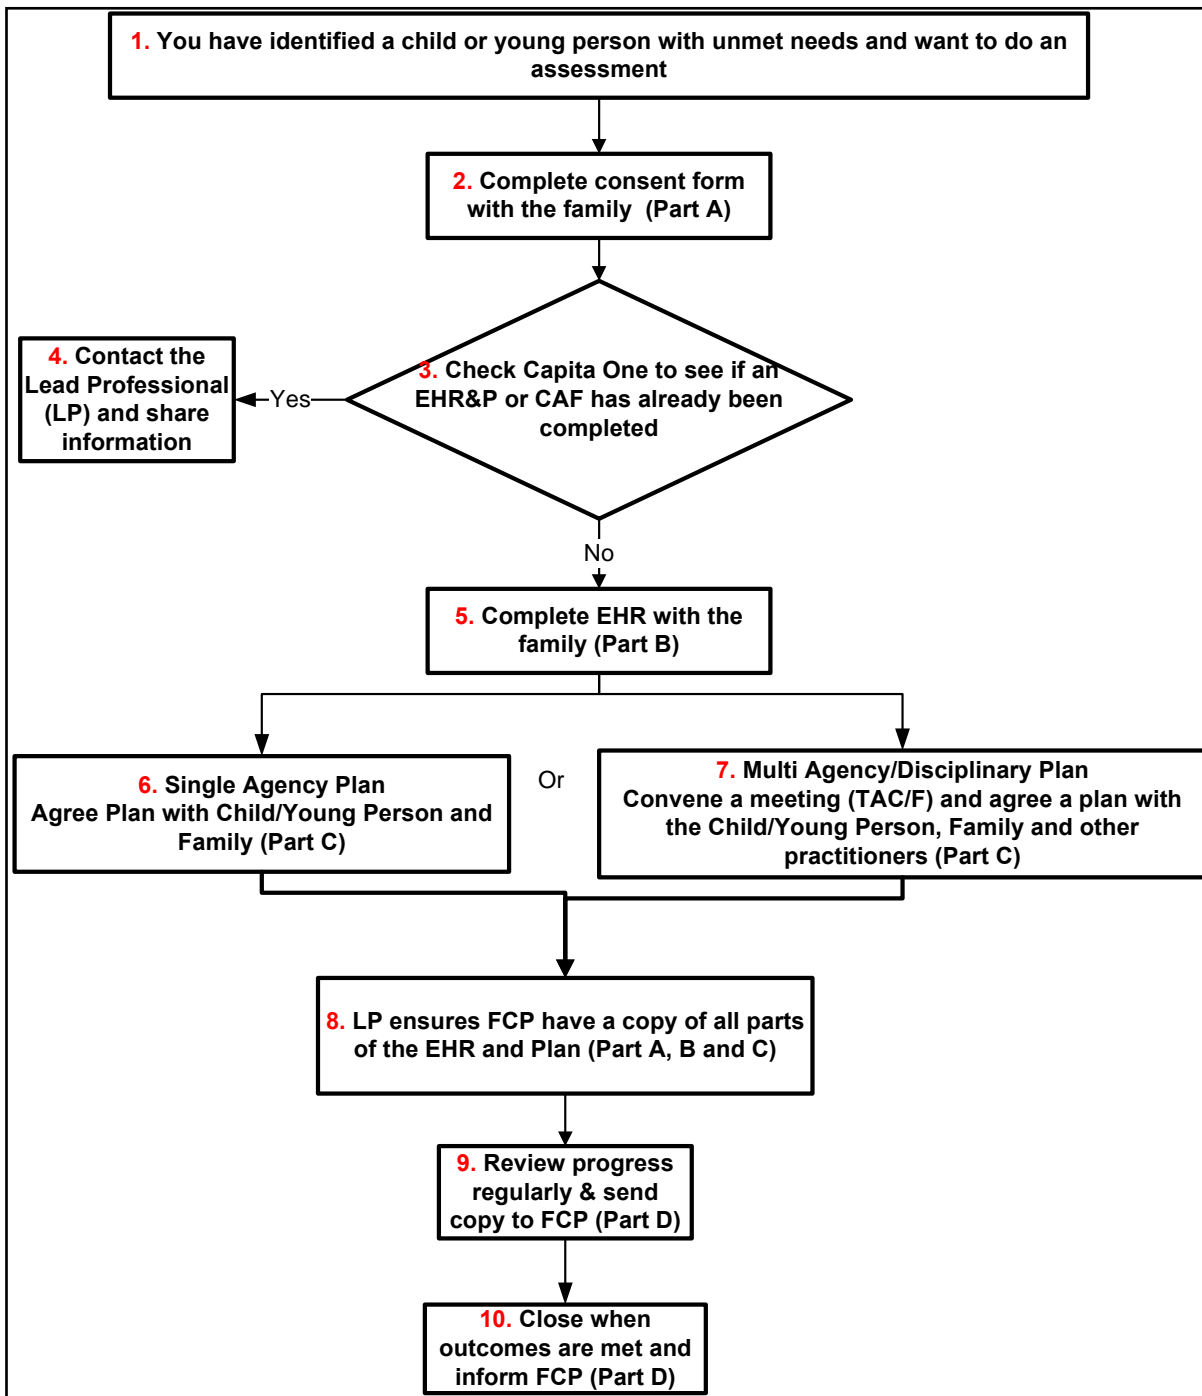 1. You have identified a child or young person with unmet needs and want to do an
assessment
2. Complete consent form
with the family (Part A)
3. Check Capita One to see if an
EHR&P or CAF has already been
completed
Yes
4. Contact the
Lead Professional
(LP) and share
information
No
5. Complete EHR with the
family (Part B)
6. Single Agency Plan
Agree Plan with Child/Young Person and
Family (Part C)
Or
7. Multi Agency/Disciplinary Plan
Convene a meeting (TAC/F) and agree a plan with
the Child/Young Person, Family and other
practitioners (Part C)
8. LP ensures FCP have a copy of all parts
of the EHR and Plan (Part A, B and C)
9. Review progress
regularly & send
copy to FCP (Part D)
10. Close when
outcomes are met and
inform FCP (Part D)